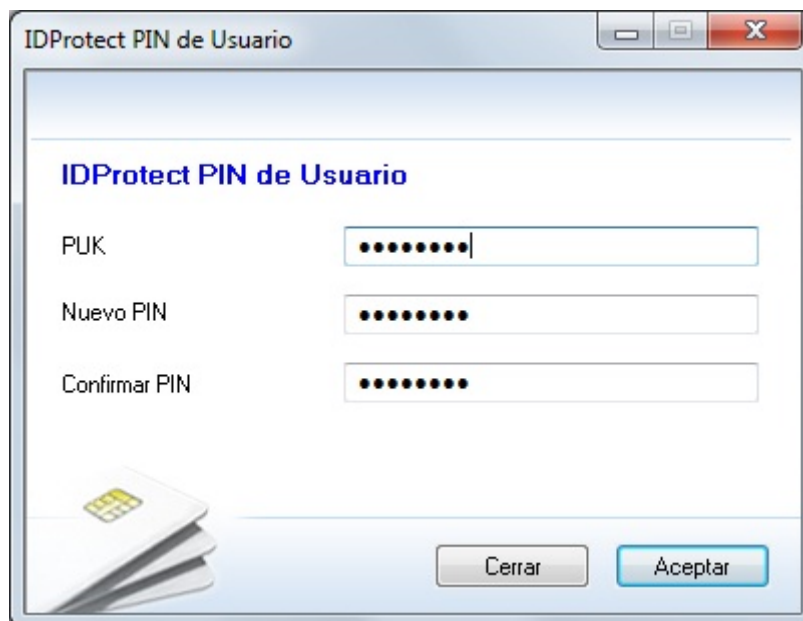 IDProtect PIN de Usuario
IDProtect PIN de Usuario
PUK ●●●●●●●●
Nuevo PIN ●●●●●●●●
Confirmar PIN ●●●●●●●●
Cerrar Aceptar